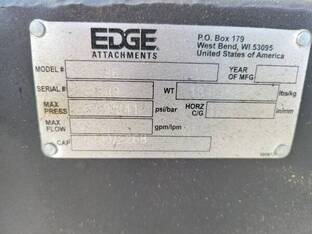 EDGE
ATTACHMENTS
P.O. Box 179
West Bend, WI 53095
United States of America
MODEL #
YEAR
OF MFG
SERIAL #
WT
lbs/kg
MAX
PRESS
psi/bar
HORZ
C/G
in/mm
MAX
FLOW
gpm/lpm
CAP